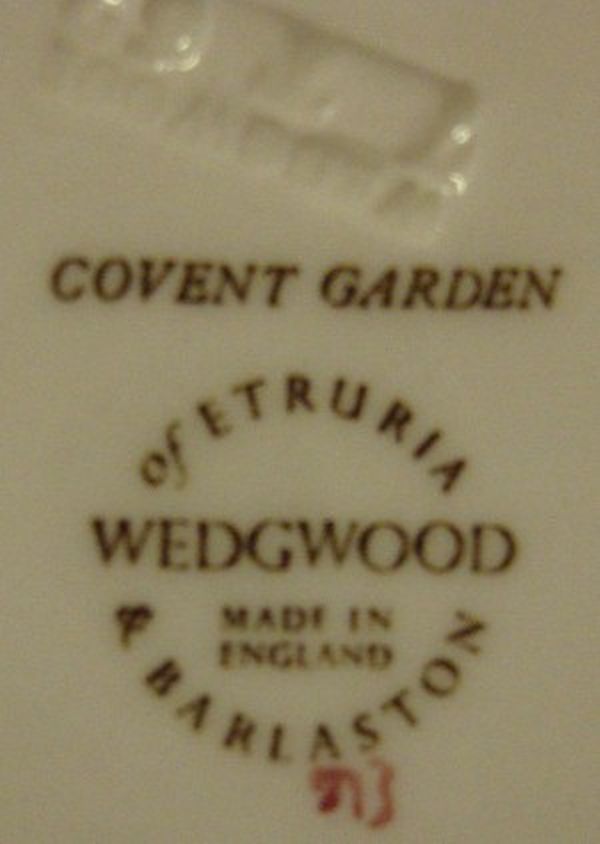 COVENT GARDEN
of ETRURIA
WEDGWOOD
MADE IN
ENGLAND
& BARLASTON